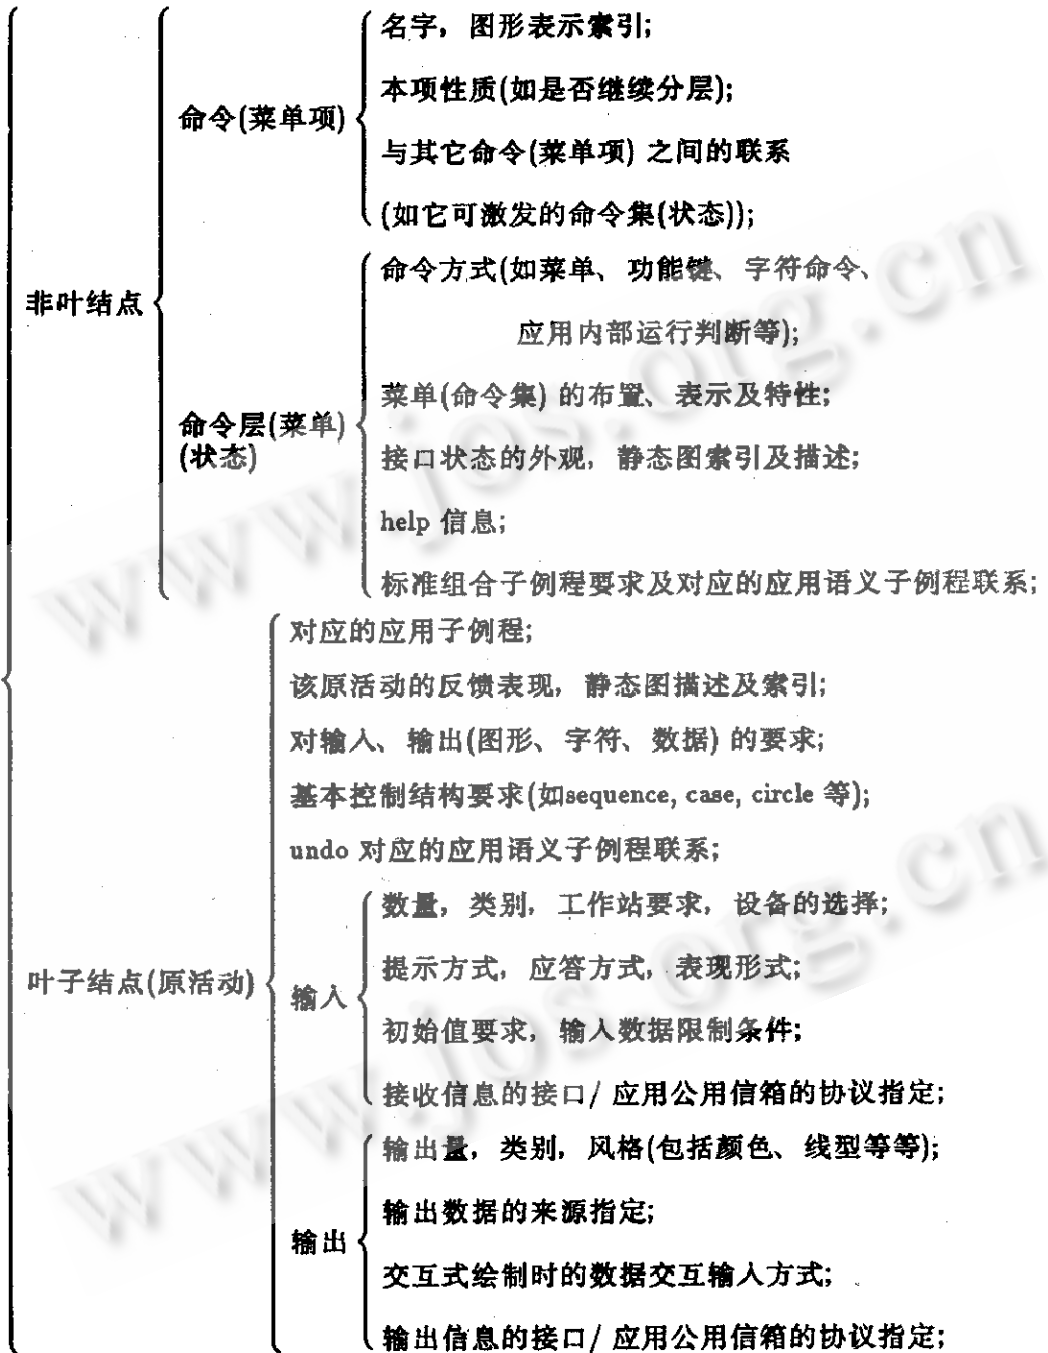 名字，图形表示索引;
本项性质(如是否继续分层);
命令(菜单项)
与其它命令(菜单项) 之间的联系
(如它可激发的命令集(状态));
命令方式(如菜单、功能键、字符命令、
非叶结点
应用内部运行判断等);
菜单(命令集) 的布置、表示及特性;
命令层(菜单)
(状态)
接口状态的外观，静态图索引及描述;
help 信息;
标准组合子例程要求及对应的应用语义子例程联系;
对应的应用子例程;
该原活动的反馈表现，静态图描述及索引;
对输入、输出(图形、字符、数据) 的要求;
基本控制结构要求(如sequence, case, circle 等);
undo 对应的应用语义子例程联系;
数量，类别，工作站要求，设备的选择;
提示方式，应答方式，表现形式;
叶子结点(原活动)
输入
初始值要求，输入数据限制条件;
接收信息的接口/ 应用公用信箱的协议指定;
输出量，类别，风格(包括颜色、线型等等);
输出数据的来源指定;
输出
交互式绘制时的数据交互输入方式;
输出信息的接口/ 应用公用信箱的协议指定;
www.jos.org.cn
www.jos.org.cn